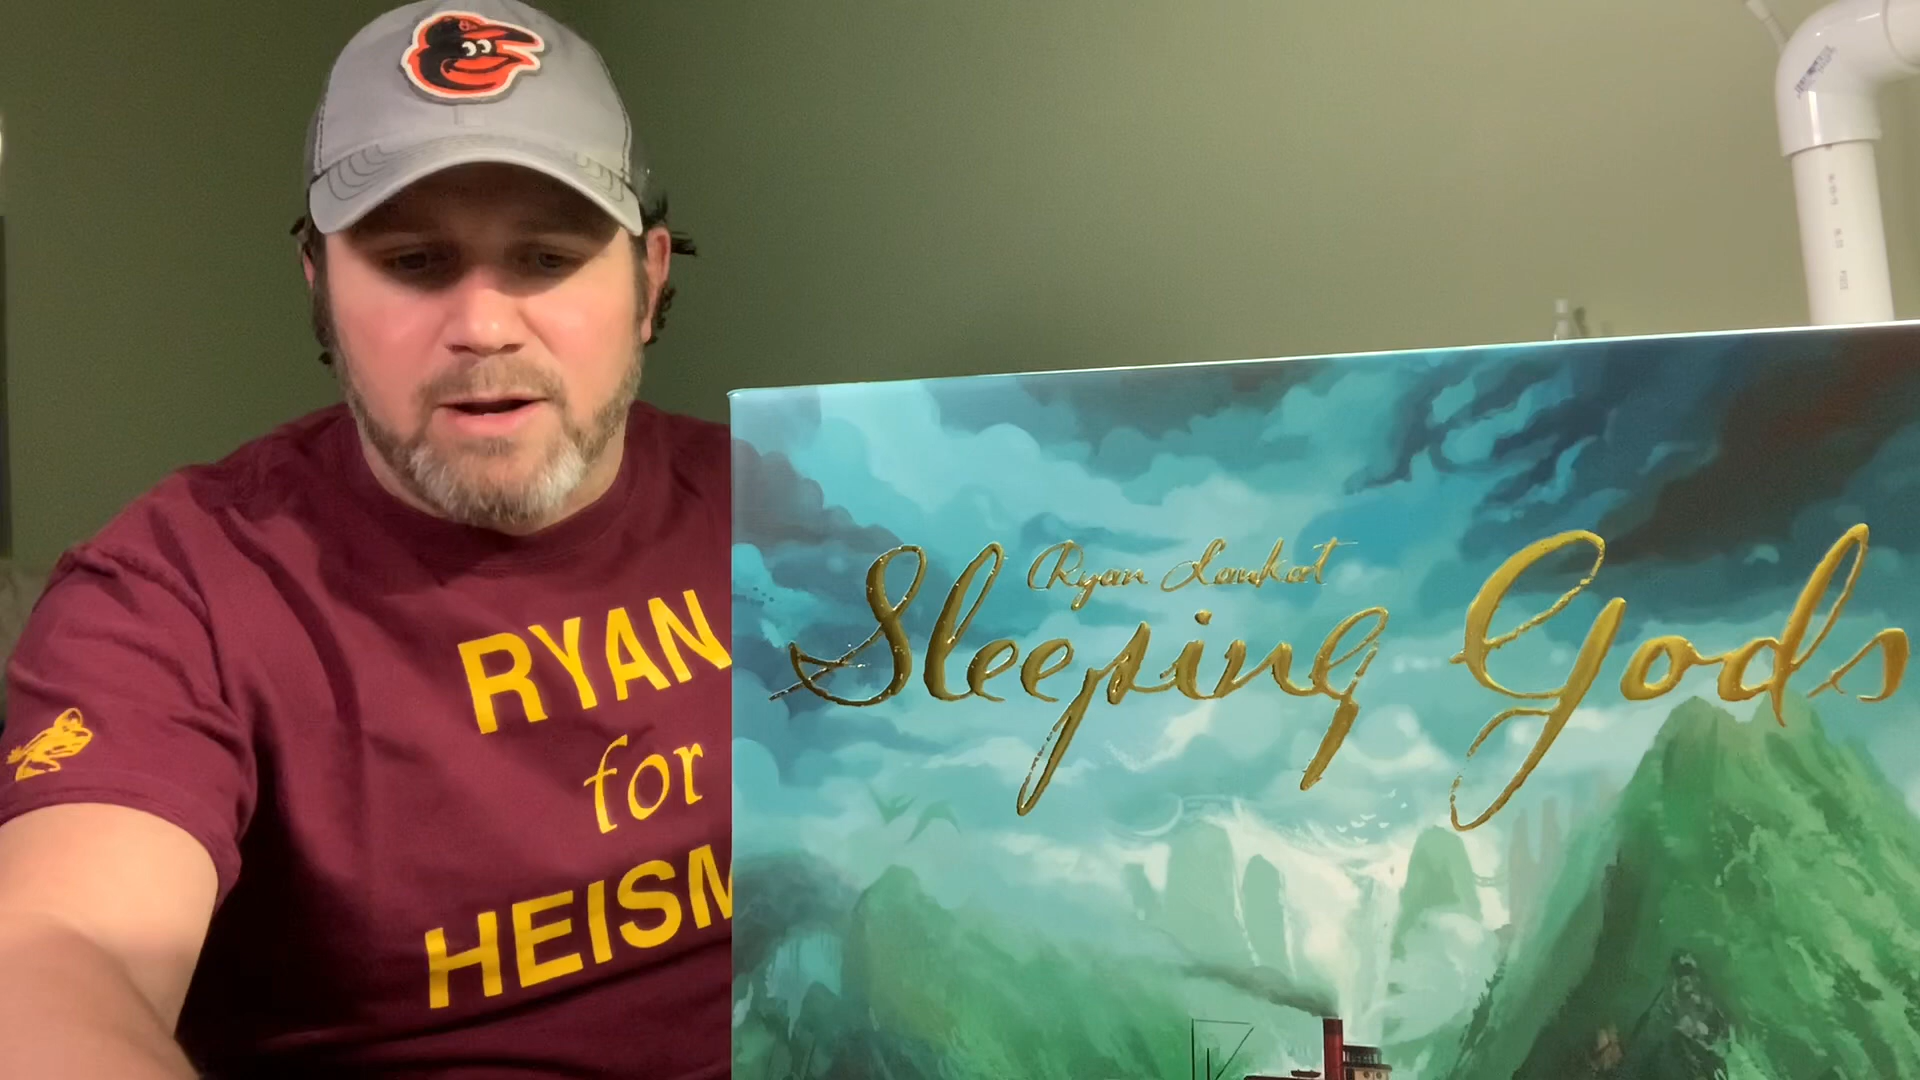 RYAN
for
HEISM
Ryan Laukat
Sleeping Gods